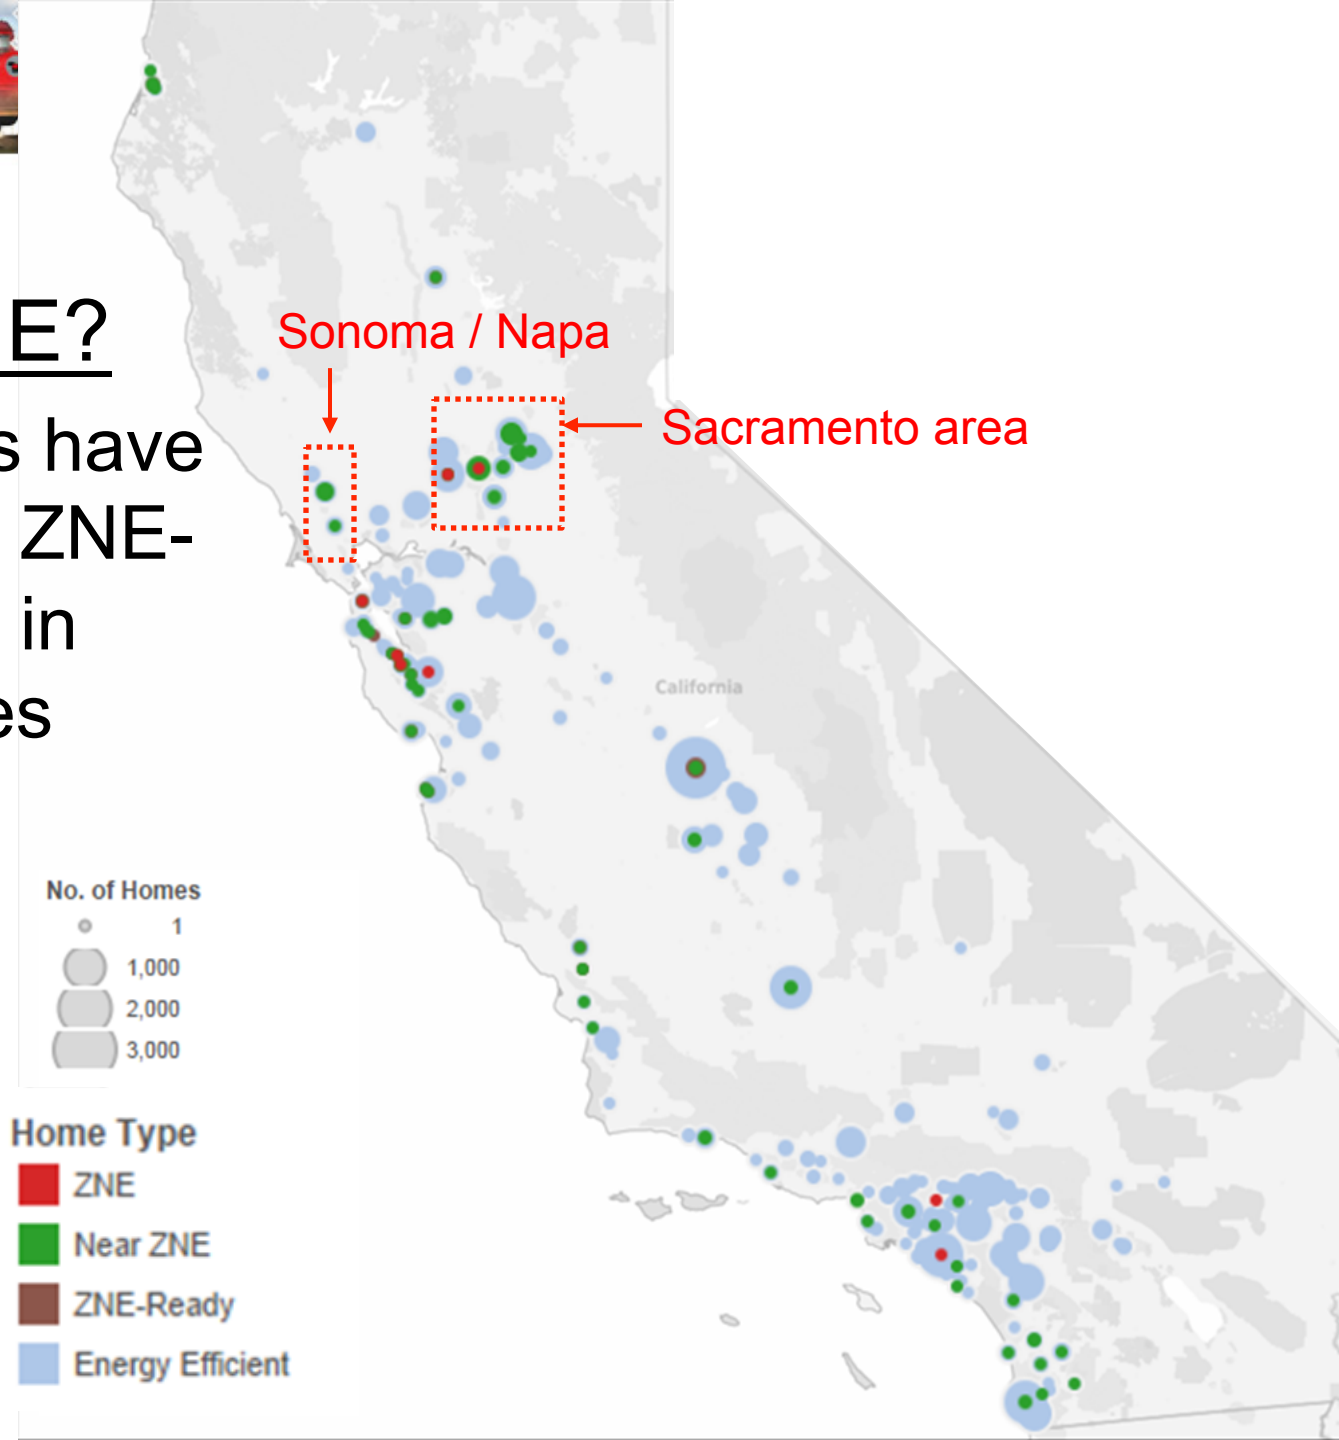 E?
s have
ZNE-
in
es
Sonoma / Napa
Sacramento area
California
No. of Homes
1
1,000
2,000
3,000
Home Type
ZNE
Near ZNE
ZNE-Ready
Energy Efficient